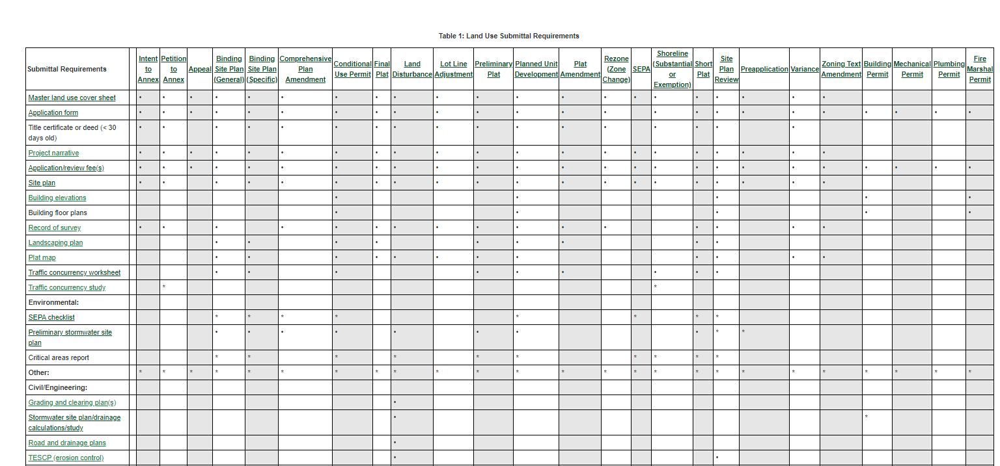 Table 1: Land Use Submittal Requirements
Submittal Requirements
Intent
to
Annex
Petition
to
Annex
Appeal
Binding
Site Plan
(General)
Binding
Site Plan
(Specific)
Comprehensive
Plan
Amendment
Conditional
Use Permit
Final
Plat
Land
Disturbance
Lot Line
Adjustment
Preliminary
Plat
Planned Unit
Development
Plat
Amendment
Rezone
(Zone
Change)
SEPA
Shoreline
(Substantial
or
Exemption)
Short
Plat
Site
Plan
Review
Preapplication
Variance
Zoning Text
Amendment
Building
Permit
Mechanical
Permit
Plumbing
Permit
Fire
Marshal
Permit
Master land use cover sheet • • • • • • • • • • • • • • • • • • • • •
Application form • • • • • • • • • • • • • • • • • • • • • • • • •
Title certificate or deed (< 30 • • • • • • • • • • • • • • • • •
days old)
Project narrative • • • • • • • • • • • • • • • • • • • • •
Application/review fee(s) • • • • • • • • • • • • • • • • • • • • • • • • •
Site plan • • • • • • • • • • • • • • • • • • • •
Building elevations • • • • •
Building floor plans • • • • •
Record of survey • • • • • • • • • • • • • • • •
Landscaping plan • • • • • • • • •
Plat map • • • • • • • • • • • •
Traffic concurrency worksheet • • • • • • • • •
Traffic concurrency study * *
Environmental:
SEPA checklist * * * * * * * *
Preliminary stormwater site • • • • • • • • * *
plan
Critical areas report * * * * * * * * * *
Other: * * * * * * * * * * * * * * * * * * * * * * * * *
Civil/Engineering:
Grading and clearing plan(s) •
Stormwater site plan/drainage • *
calculations/study
Road and drainage plans •
TESCP (erosion control) • •